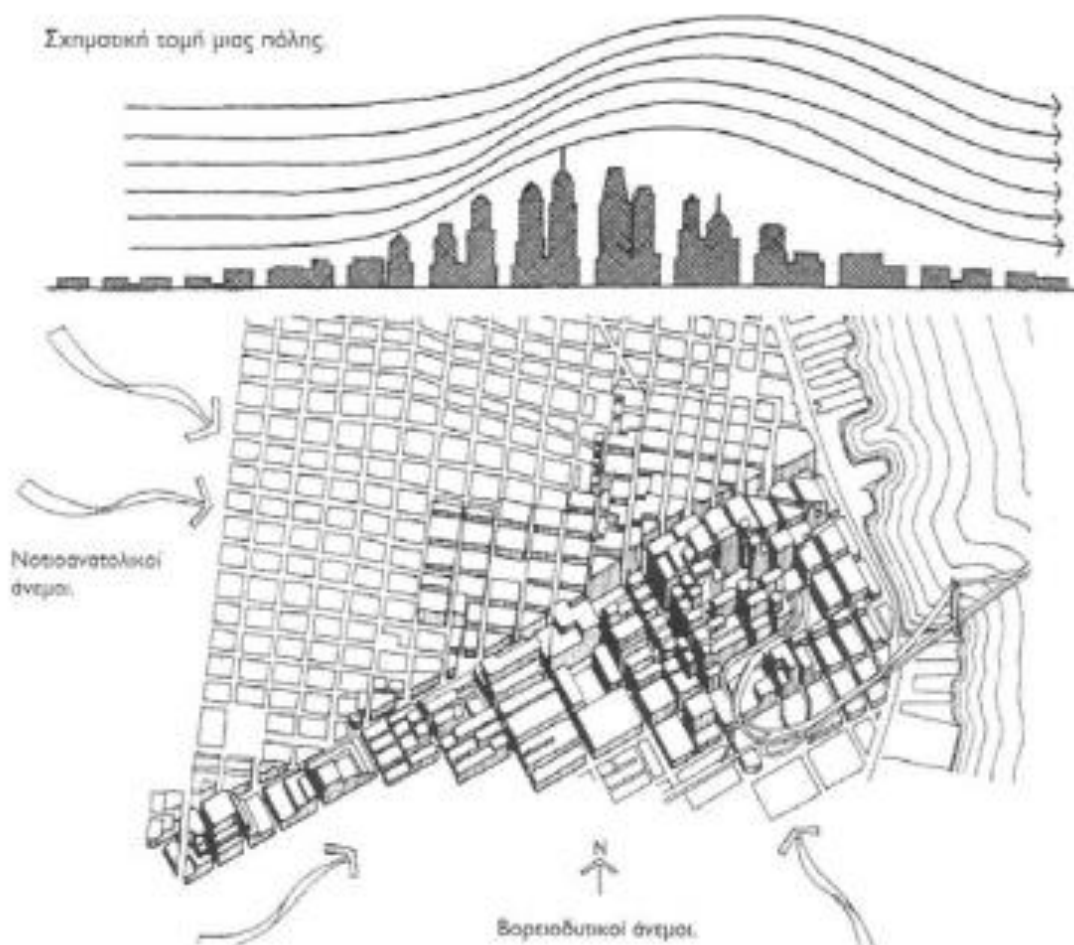 Σχηματική τομή μιας πόλης.
Νοτιοανατολικοί
άνεμοι.
N
Βορειοδυτικοί άνεμοι.